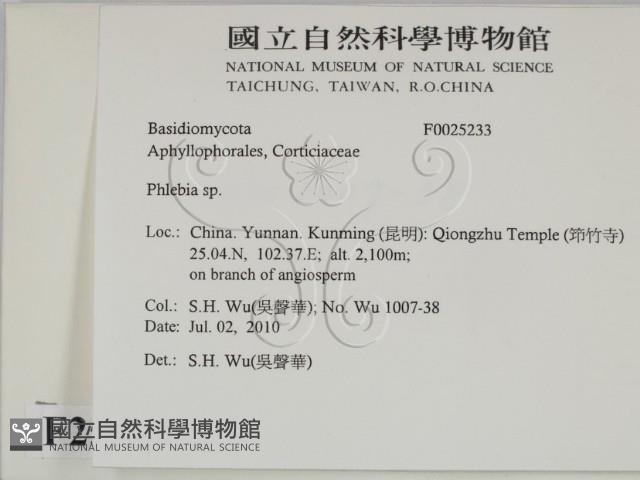 國立自然科學博物館
NATIONAL MUSEUM OF NATURAL SCIENCE
TAICHUNG, TAIWAN, R.O.CHINA
Basidiomycota F0025233
Aphyllophorales, Corticiaceae
Phlebia sp.
Loc.: China. Yunnan. Kunming (昆明): Qiongzhu Temple (筇竹寺)
25.04.N, 102.37.E; alt. 2,100m;
on branch of angiosperm
Col.: S.H. Wu(吳聲華); No. Wu 1007-38
Date: Jul. 02, 2010
Det.: S.H. Wu(吳聲華)
F2
國立自然科學博物館
NATIONAL MUSEUM OF NATURAL SCIENCE